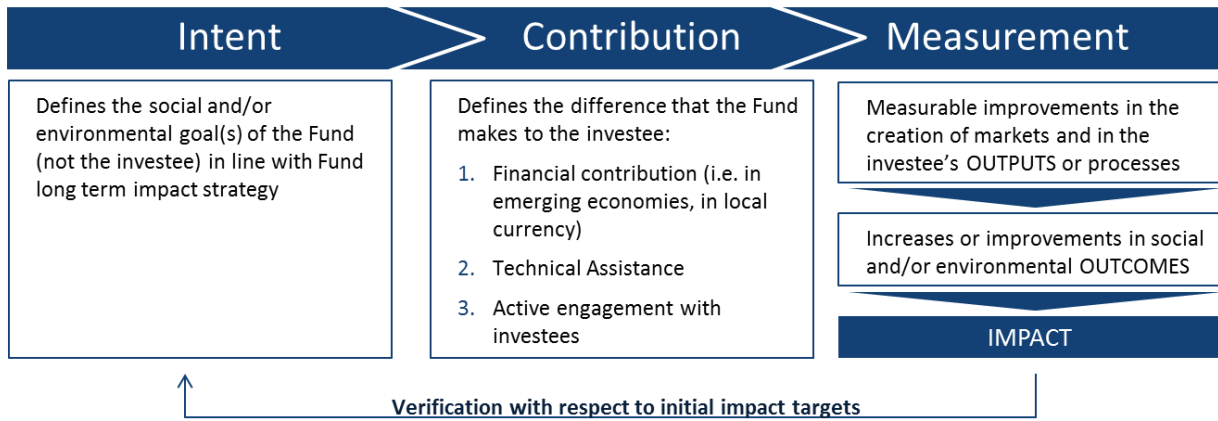 Intent
Contribution
Measurement
Defines the social and/or
environmental goal(s) of the Fund
(not the investee) in line with Fund
long term impact strategy
Defines the difference that the Fund
makes to the investee:
1. Financial contribution (i.e. in
emerging economies, in local
currency)
2. Technical Assistance
3. Active engagement with
investees
Measurable improvements in the
creation of markets and in the
investee's OUTPUTS or processes
Increases or improvements in social
and/or environmental OUTCOMES
IMPACT
Verification with respect to initial impact targets